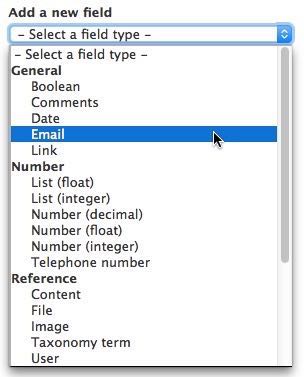 Add a new field
- Select a field type -
- Select a field type -
General
Boolean
Comments
Date
Email
Link
Number
List (float)
List (integer)
Number (decimal)
Number (float)
Number (integer)
Telephone number
Reference
Content
File
Image
Taxonomy term
User